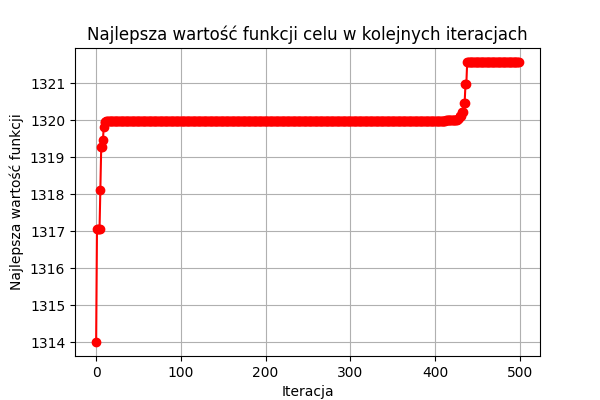 Najlepsza wartość funkcji celu w kolejnych iteracjach
Najlepsza wartość funkcji
1321
1320
1319
1318
1317
1316
1315
1314
0 100 200 300 400 500
Iteracja